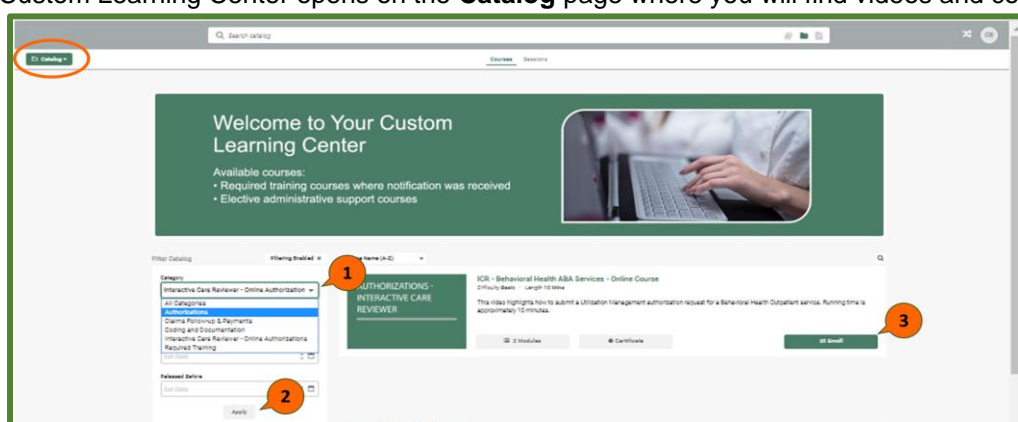 Custom Learning Center opens on the Catalog page where you will find videos and co
Search catalog
CB
Catalog
Courses Sessions
Welcome to Your Custom
Learning Center
Available courses:
• Required training courses where notification was received
• Elective administrative support courses
Filter Catalog Filtering Enabled Name (A-Z)
Category
Interactive Care Reviewer - Online Authorization
1
All Categories
Authorizations
Claims Follow-up & Payments
Coding and Documentation
Interactive Care Reviewer - Online Authorizations
Required Training
AUTHORIZATIONS -
INTERACTIVE CARE
REVIEWER
ICR - Behavioral Health ABA Services - Online Course
Difficulty Basic - Length 10 Mins
This video highlights how to submit a Utilization Management authorization request for a Behavioral Health Outpatient service. Running time is
approximately 10 minutes.
2 Modules
Certificate
Enroll
3
Released Before
2
Apply